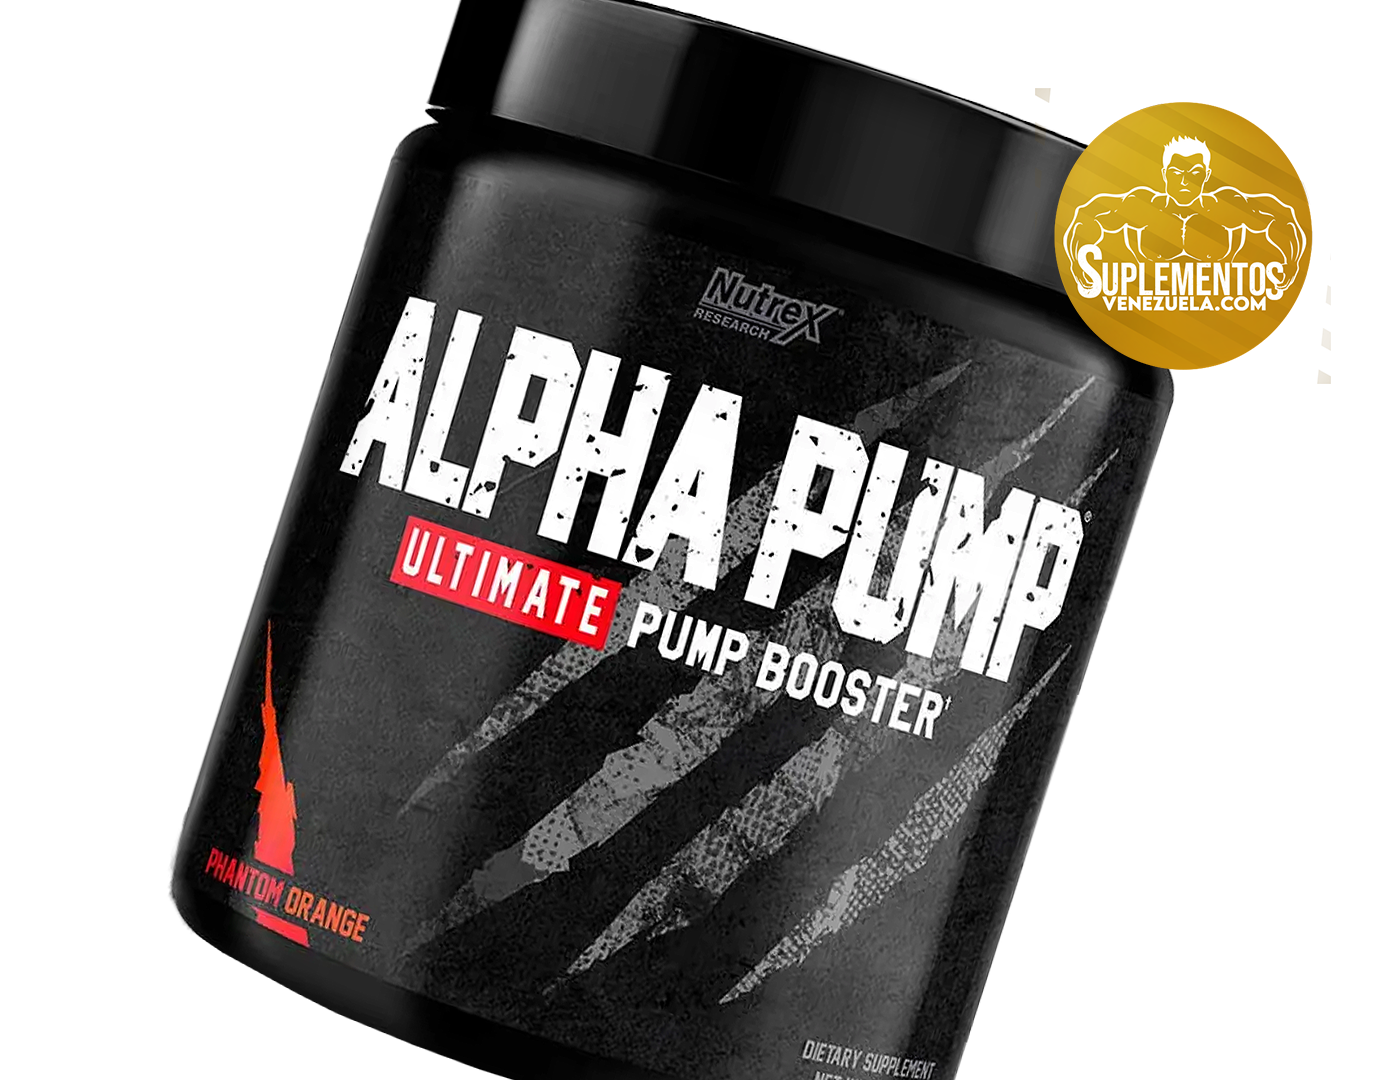 Nutrex
RESEARCH
ALPHA PUMP®
ULTIMATE PUMP BOOSTER†
PHANTOM ORANGE
DIETARY SUPPLEMENT
SUPLEMENTOS
VENEZUELA.COM